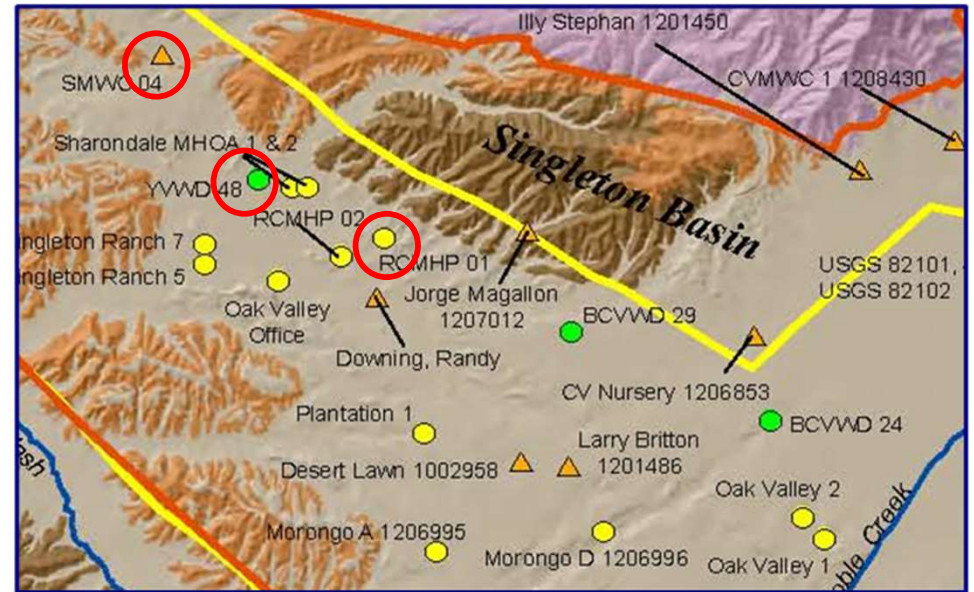 Illy Stephan 1201450
CVMWC 1 1208430
SMWC 04
Sharondale MHOA 1 & 2
YVWD 48
Singleton Basin
RCMHP 02
ngleton Ranch 7
RCMHP 01
ngleton Ranch 5
USGS 82101,
USGS 82102
Jorge Magallon
1207012
Oak Valley
Office
BCVWD 29
Downing, Randy
CV Nursery 1206853
Plantation 1
BCVWD 24
Larry Britton
1201486
Desert Lawn 1002958
ash
Oak Valley 2
Morongo A 1206995
Morongo D 1206996
Oak Valley 1
oble Creek